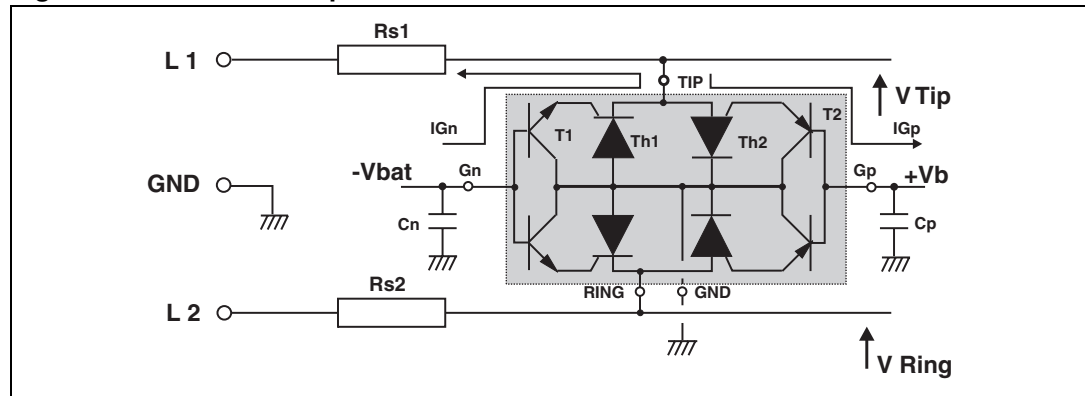 Rs1
L 1
TIP
V Tip
T2
T1
IGn
Th1
Th2
IGp
-Vbat
Gn
Gp
+Vb
GND
Cn
Cp
Rs2
RING
GND
L 2
V Ring